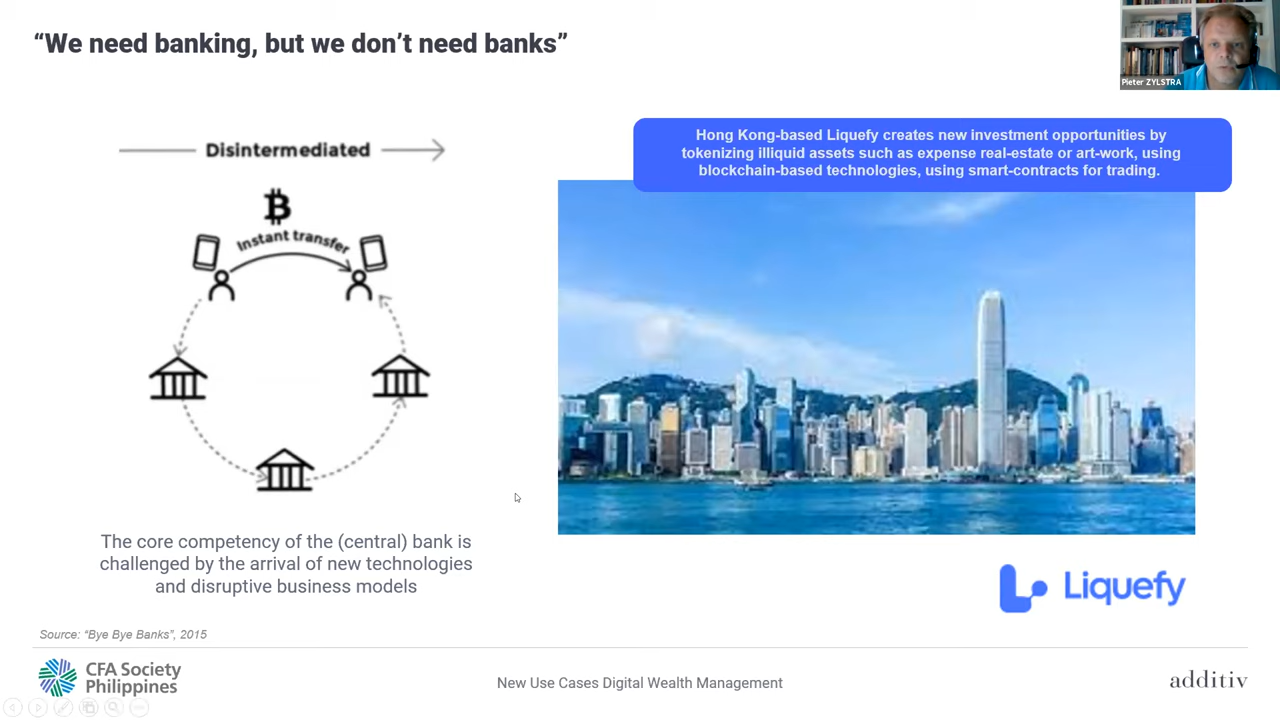 “We need banking, but we don’t need banks”
Pieter ZYLSTRA
Disintermediated
Instant transfer
Hong Kong-based Liquefy creates new investment opportunities by
tokenizing illiquid assets such as expense real-estate or art-work, using
blockchain-based technologies, using smart-contracts for trading.
The core competency of the (central) bank is
challenged by the arrival of new technologies
and disruptive business models
Liquefy
Source: “Bye Bye Banks”, 2015
CFA Society
Philippines
New Use Cases Digital Wealth Management
additiv